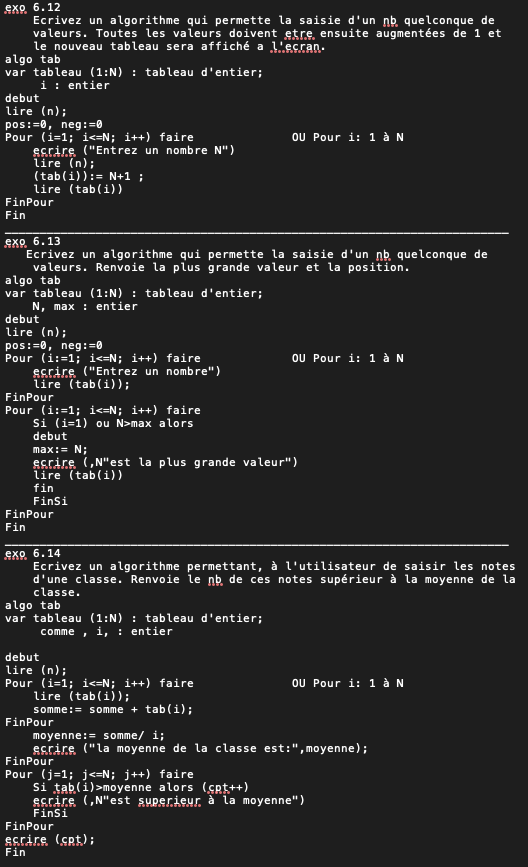 exo 6.12
Ecrivez un algorithme qui permette la saisie d'un nb quelconque de
valeurs. Toutes les valeurs doivent etre ensuite augmentées de 1 et
le nouveau tableau sera affiché a l'ecran.
algo tab
var tableau (1:N) : tableau d'entier;
i : entier
debut
lire (n);
pos:=0, neg:=0
Pour (i=1; i<=N; i++) faire OU Pour i: 1 à N
ecrire ("Entrez un nombre N")
lire (n);
(tab(i)):= N+1 ;
lire (tab(i))
FinPour
Fin
exo 6.13
Ecrivez un algorithme qui permette la saisie d'un nb quelconque de
valeurs. Renvoie la plus grande valeur et la position.
algo tab
var tableau (1:N) : tableau d'entier;
N, max : entier
debut
lire (n);
pos:=0, neg:=0
Pour (i:=1; i<=N; i++) faire OU Pour i: 1 à N
ecrire ("Entrez un nombre")
lire (tab(i));
FinPour
Pour (i:=1; i<=N; i++) faire
Si (i=1) ou N>max alors
debut
max:= N;
ecrire (,N"est la plus grande valeur")
lire (tab(i))
fin
FinSi
FinPour
Fin
exo 6.14
Ecrivez un algorithme permettant, à l'utilisateur de saisir les notes
d'une classe. Renvoie le nb de ces notes supérieur à la moyenne de la
classe.
algo tab
var tableau (1:N) : tableau d'entier;
comme , i, : entier
debut
lire (n);
Pour (i=1; i<=N; i++) faire OU Pour i: 1 à N
lire (tab(i));
somme:= somme + tab(i);
FinPour
moyenne:= somme/ i;
ecrire ("la moyenne de la classe est:",moyenne);
FinPour
Pour (j=1; j<=N; j++) faire
Si tab(i)>moyenne alors (cpt++)
ecrire (,N"est superieur à la moyenne")
FinSi
FinPour
ecrire (cpt);
Fin